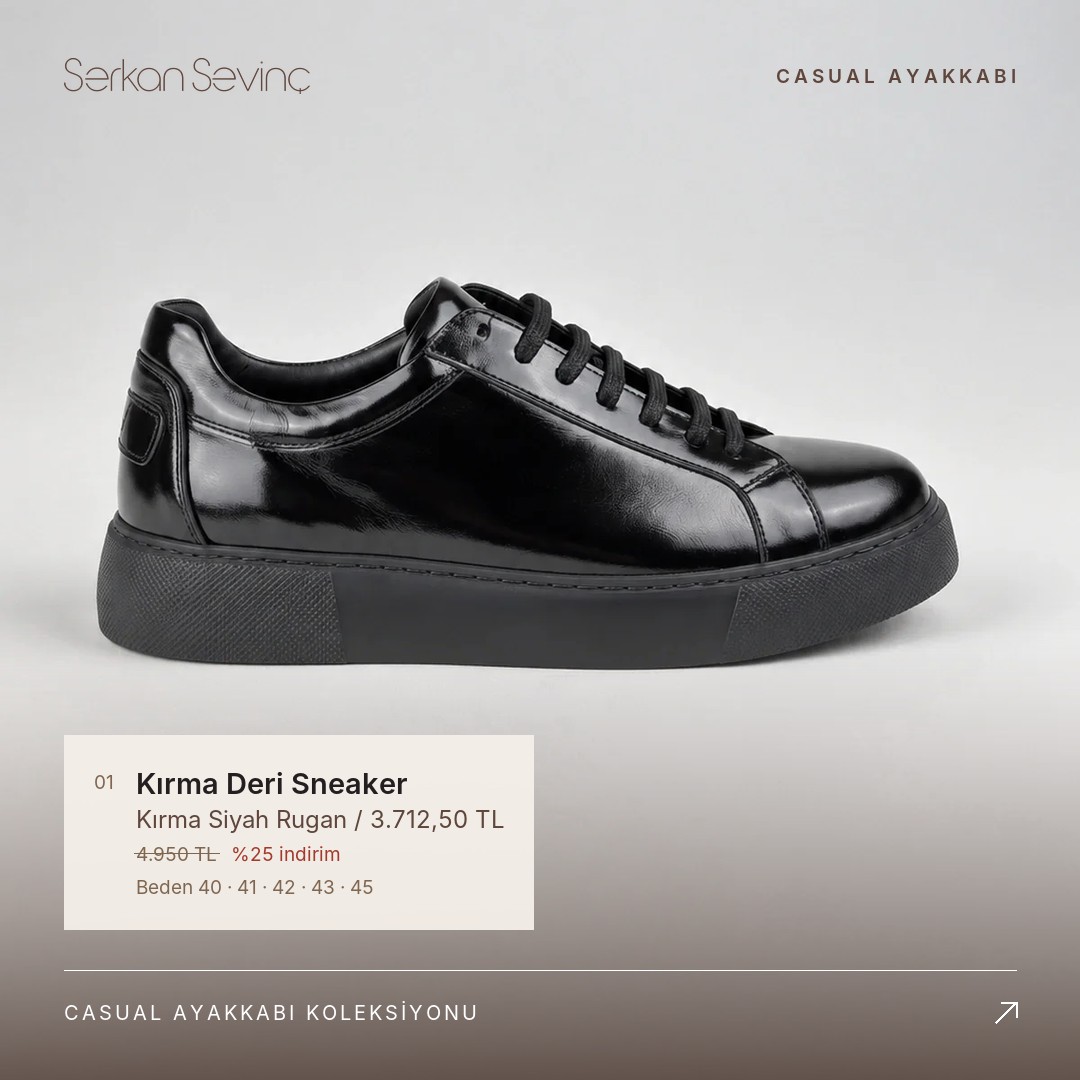 Serkan Sevinç
CASUAL AYAKKABI
01 Kırma Deri Sneaker
Kırma Siyah Rugan / 3.712,50 TL
4.950 TL %25 indirim
Beden 40 · 41 · 42 · 43 · 45
CASUAL AYAKKABI KOLEKSİYONU